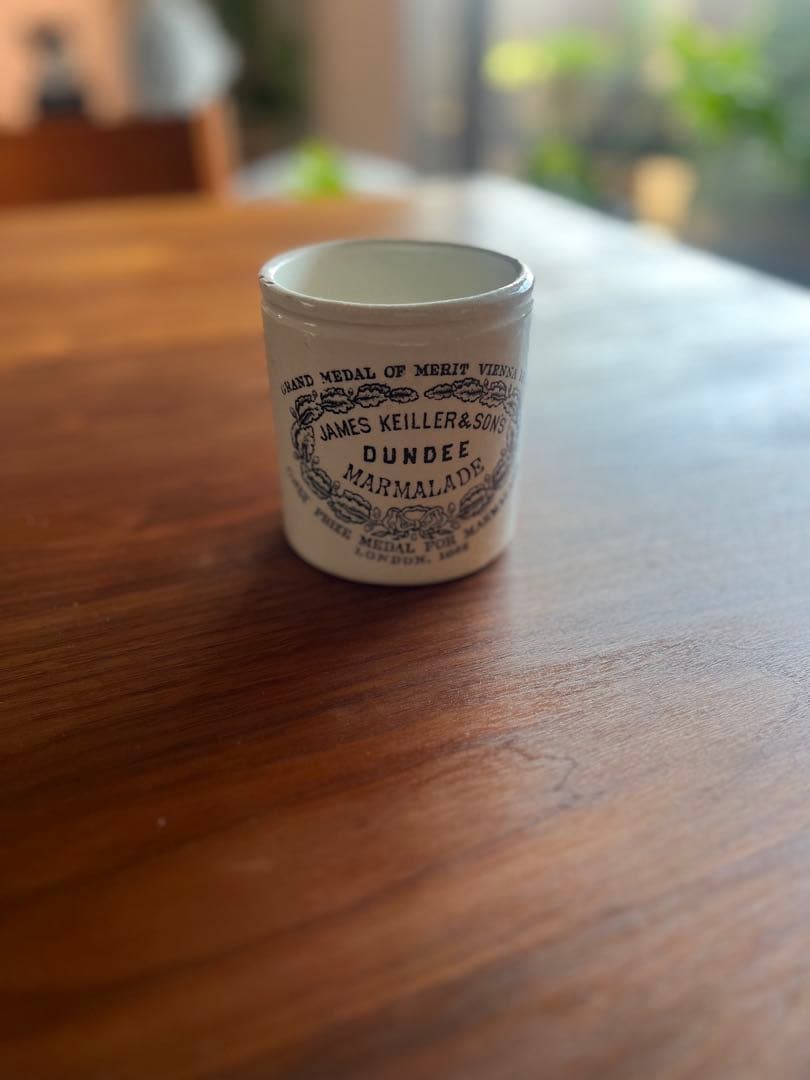 GRAND MEDAL OF MERIT VIENNA
JAMES KEILLER & SONS
DUNDEE
MARMALADE
PRIZE MEDAL FOR
LONDON,